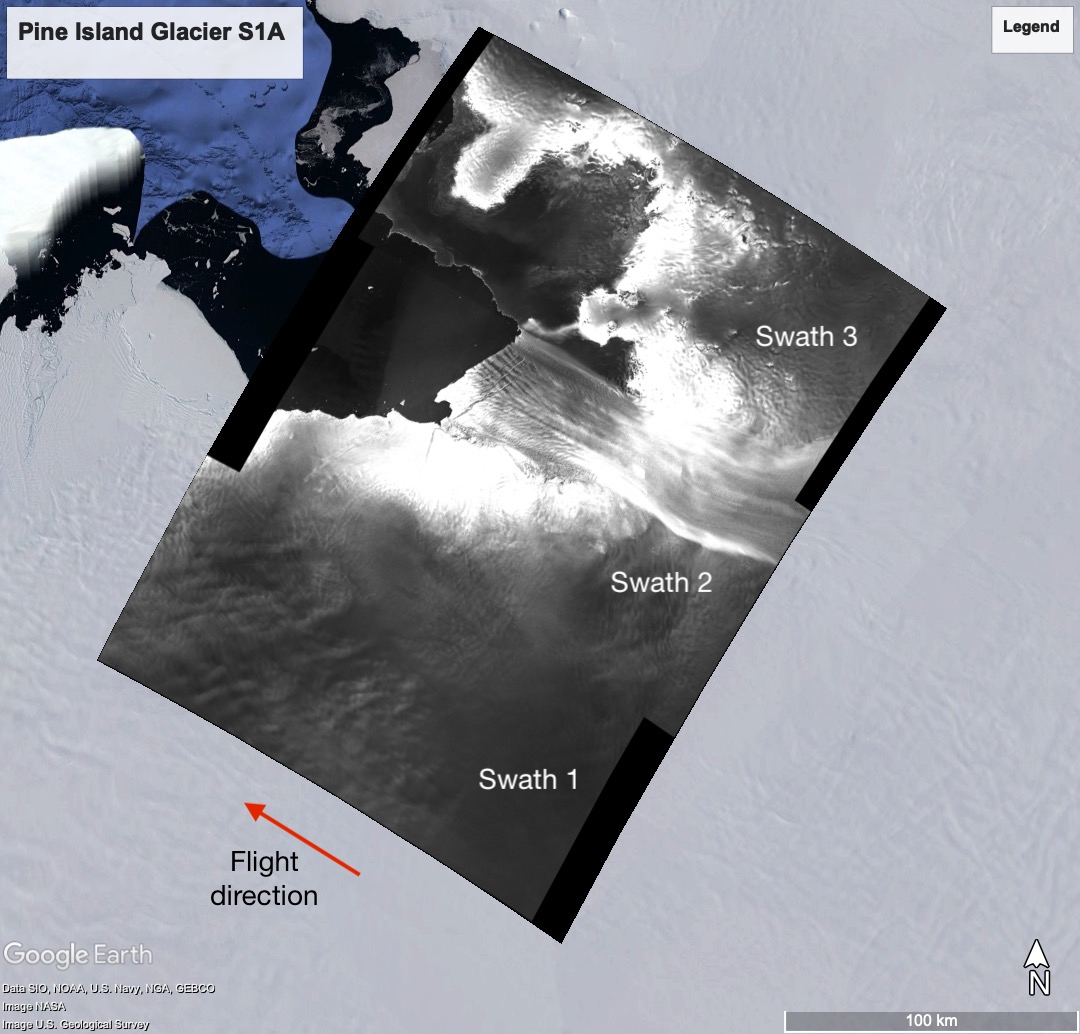 Pine Island Glacier S1A
Legend
Swath 3
Swath 2
Swath 1
Flight
direction
Google Earth
N
Data SIO, NOAA, U.S. Navy, NGA, GEBCO
Image NASA
Image U.S. Geological Survey
100 km